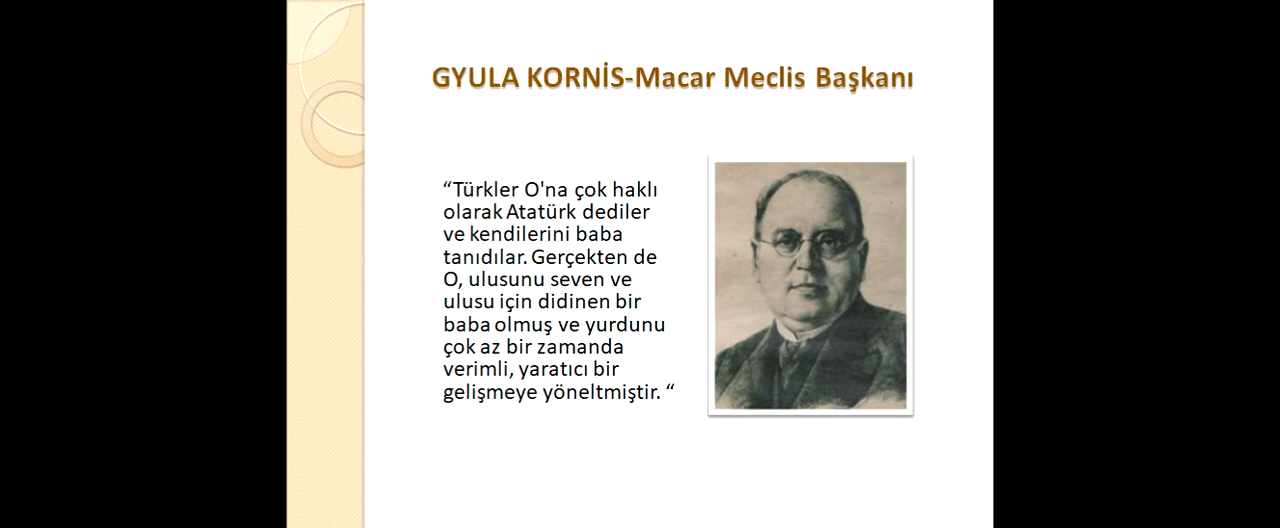 GYULA KORNİS-Macar Meclis Başkanı
“Türkler O'na çok haklı
olarak Atatürk dediler
ve kendilerini baba
tanıdılar. Gerçekten de
O, ulusunu seven ve
ulusu için didinen bir
baba olmuş ve yurdunu
çok az bir zamanda
verimli, yaratıcı bir
gelişmeye yöneltmiştir. “